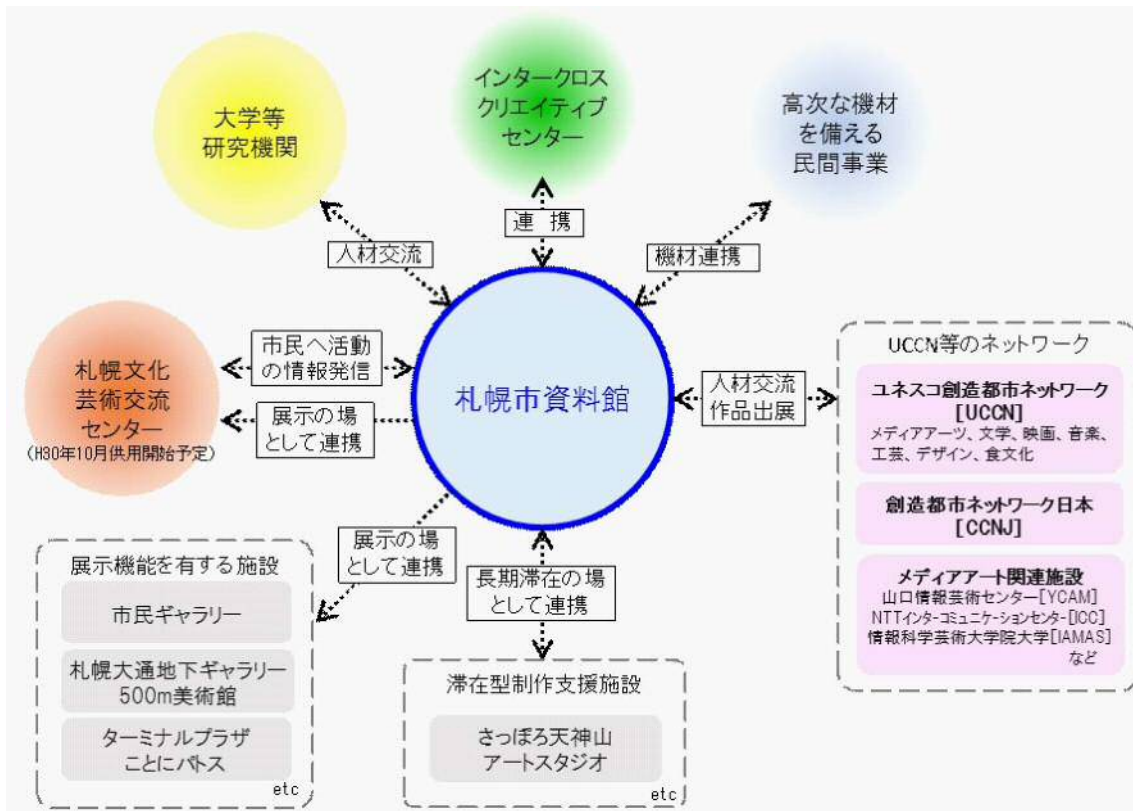 大学等
研究機関
インタークロス
クリエイティブ
センター
高次な機材
を備える
民間事業
人材交流
連 携
機材連携
札幌文化
芸術交流
センター
(H30年10月供用開始予定)
市民へ活動
の情報発信
展示の場
として連携
札幌市資料館
人材交流
作品出展
UCCN等のネットワーク
ユネスコ創造都市ネットワーク
[UCCN]
メディアアーツ、文学、映画、音楽、
工芸、デザイン、食文化
創造都市ネットワーク日本
[CCNJ]
メディアアート関連施設
山口情報芸術センター[YCAM]
NTTインターコミュニケーションセンター[ICC]
情報科学芸術大学院大学[IAMAS]
など
展示の場
として連携
長期滞在の場
として連携
展示機能を有する施設
市民ギャラリー
札幌大通地下ギャラリー
500m美術館
ターミナルプラザ
ことにパトス
etc
滞在型制作支援施設
さっぽろ天神山
アートスタジオ
etc